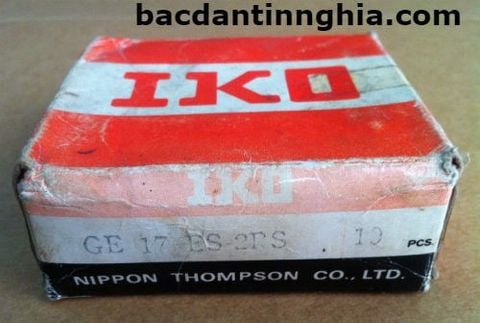 bacdantinnghia.com
IKO
IKO
GE 17 ES-2RS 10 PCS.
NIPPON THOMPSON CO., LTD.